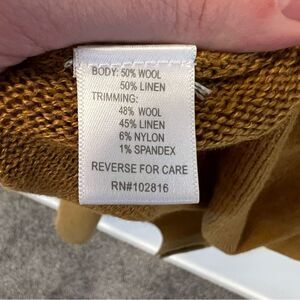 BODY: 50% WOOL
50% LINEN
TRIMMING:
48% WOOL
45% LINEN
6% NYLON
1% SPANDEX
REVERSE FOR CARE
RN#102816